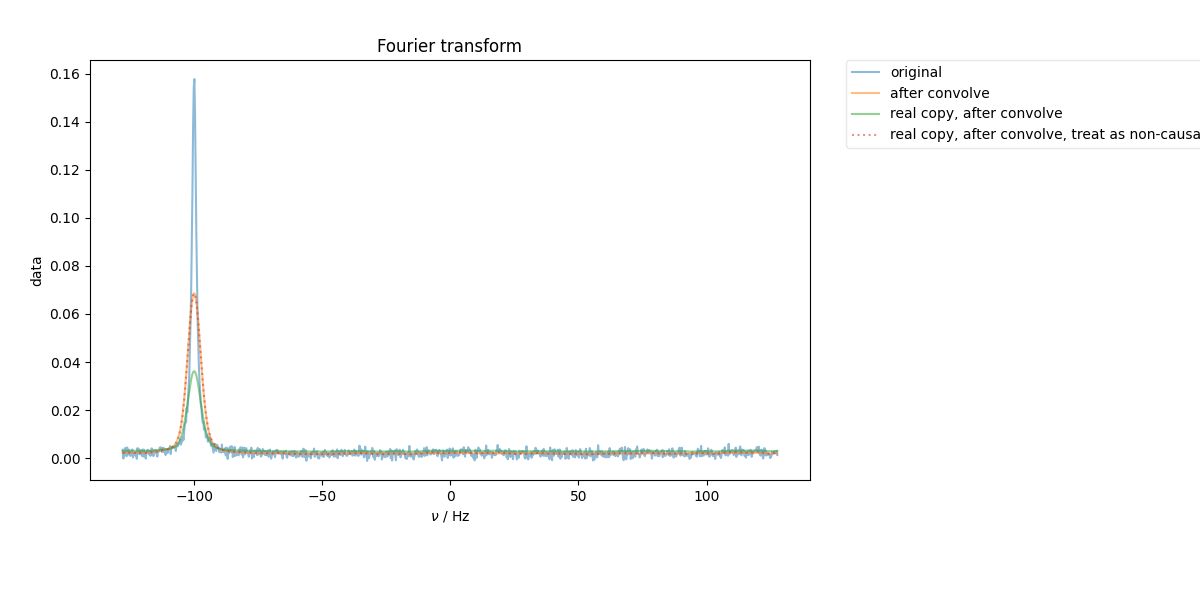 Fourier transform
original
after convolve
real copy, after convolve
real copy, after convolve, treat as non-causa
data
0.16
0.14
0.12
0.10
0.08
0.06
0.04
0.02
0.00
−100
−50
0
50
100
ν / Hz